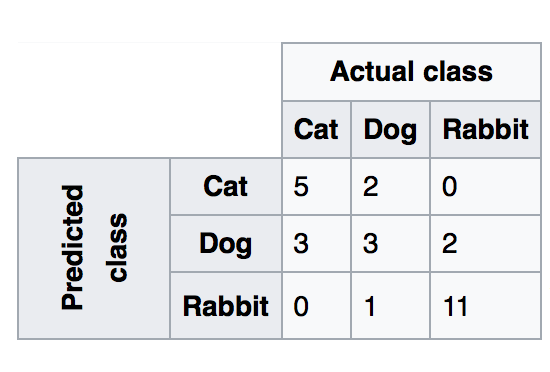 Actual class
Cat Dog Rabbit
Predicted
class
Cat 5 2 0
Dog 3 3 2
Rabbit 0 1 11